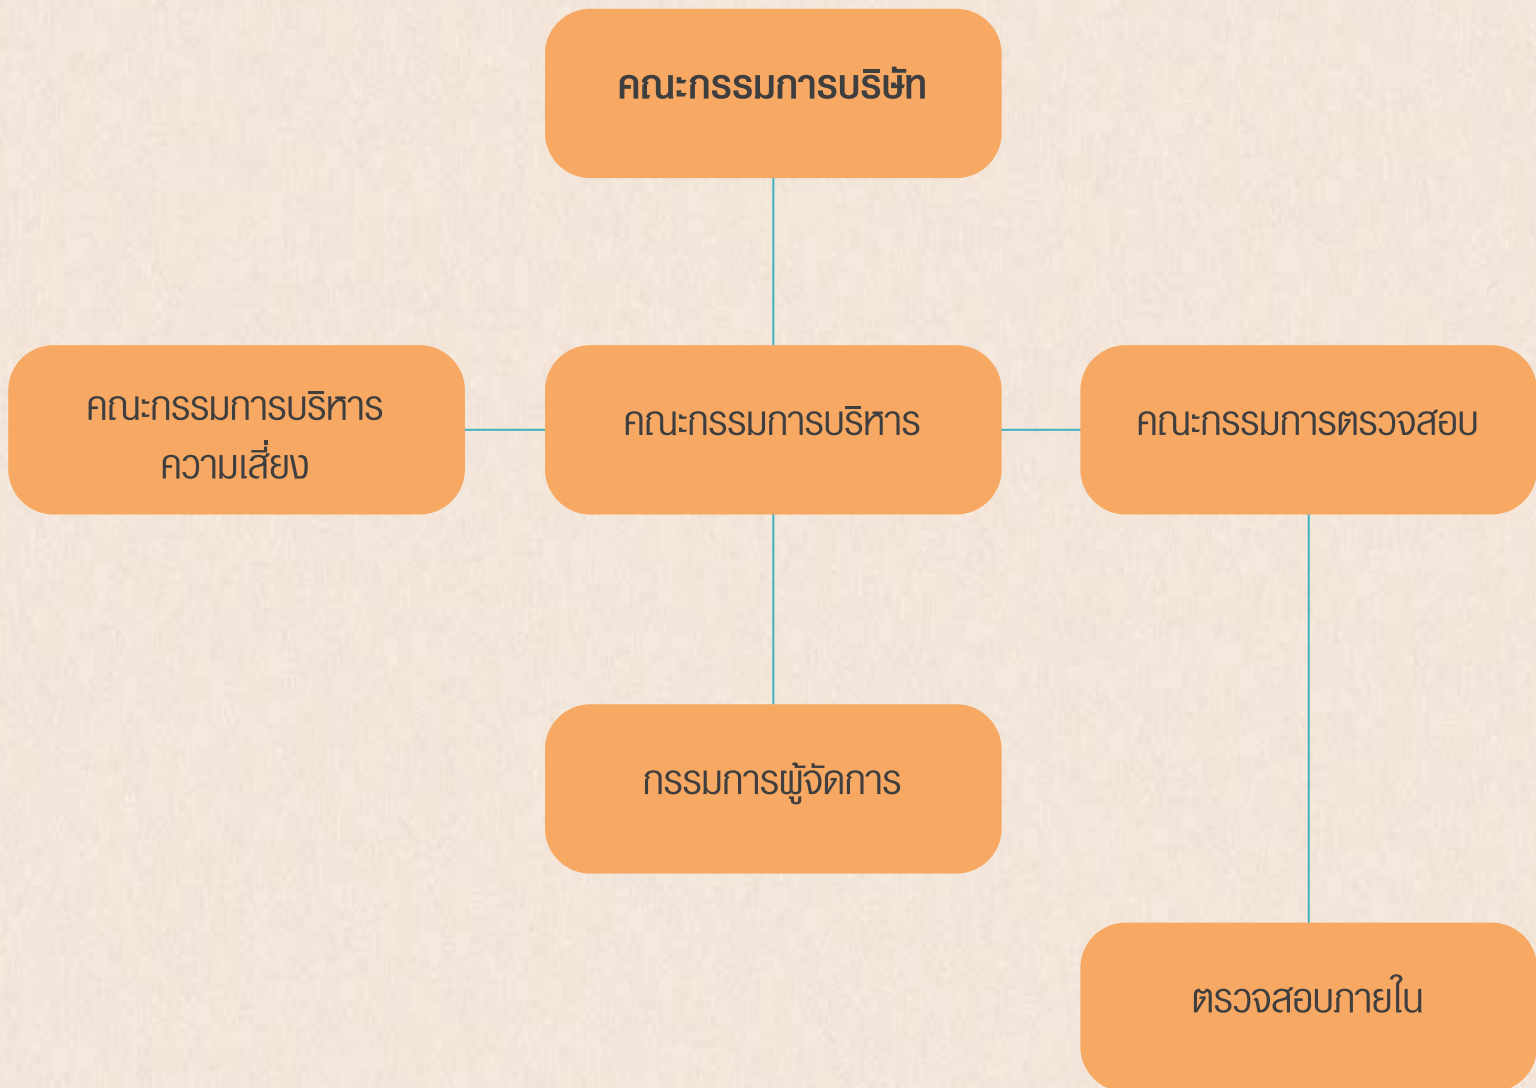 คณะกรรมการบริษัท
คณะกรรมการบริหาร
ความเสี่ยง
คณะกรรมการบริหาร
คณะกรรมการตรวจสอบ
กรรมการผู้จัดการ
ตรวจสอบภายใน